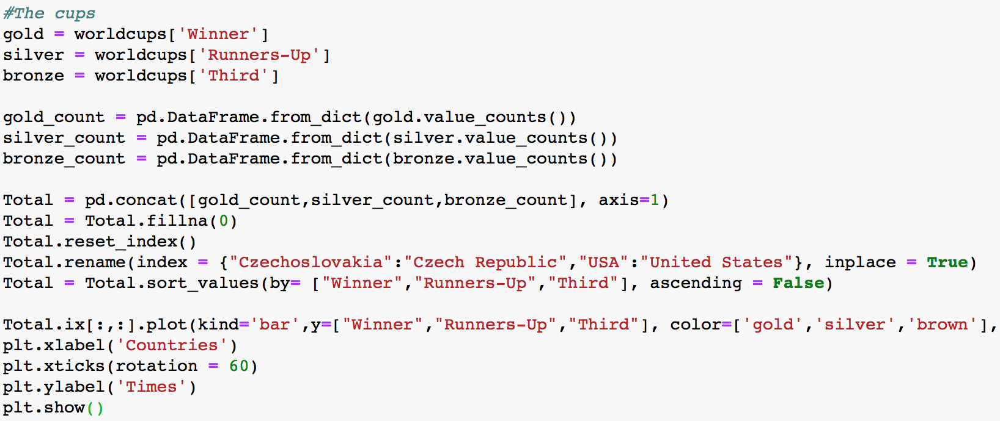 #The cups
gold = worldcups['Winner']
silver = worldcups['Runners-Up']
bronze = worldcups['Third']

gold_count = pd.DataFrame.from_dict(gold.value_counts())
silver_count = pd.DataFrame.from_dict(silver.value_counts())
bronze_count = pd.DataFrame.from_dict(bronze.value_counts())

Total = pd.concat([gold_count,silver_count,bronze_count], axis=1)
Total = Total.fillna(0)
Total.reset_index()
Total.rename(index = {"Czechoslovakia":"Czech Republic","USA":"United States"}, inplace = True)
Total = Total.sort_values(by= ["Winner","Runners-Up","Third"], ascending = False)

Total.ix[:,:].plot(kind='bar',y=["Winner","Runners-Up","Third"], color=['gold','silver','brown'],
plt.xlabel('Countries')
plt.xticks(rotation = 60)
plt.ylabel('Times')
plt.show()